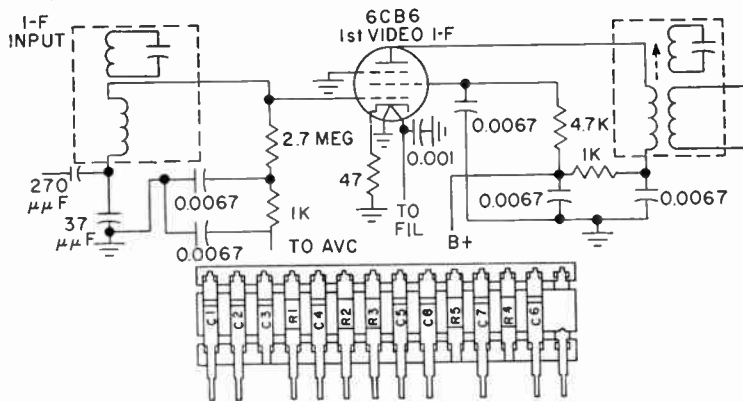 I-F
INPUT
6CB6
1st VIDEO I-F
2.7 MEG
0.0067
4.7K
0.001
1K
47
270
μμF
37
μμF
0.0067
0.0067
1K
TO AVC
TO
FIL
B+
0.0067
0.0067
C1
C2
C3
R1
C4
R2
R3
C5
C8
R5
C7
R4
C6